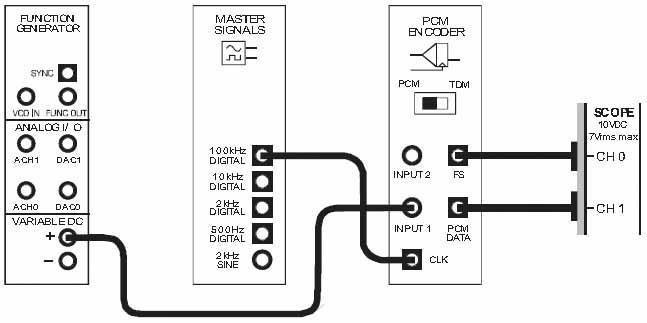 FUNCTION
GENERATOR
SYNC
VCO IN FUNC OUT
ANALOG I/ O
ACH1 DAC1
ACH0 DAC0
VARIABLE DC
+
−
MASTER
SIGNALS
100kHz
DIGITAL
10kHz
DIGITAL
2kHz
DIGITAL
500Hz
DIGITAL
2kHz
SINE
PCM
ENCODER
PCM TDM
INPUT 2 FS
INPUT 1 PCM
DATA
CLK
SCOPE
10VDC
7Vrms max
CH 0
CH 1